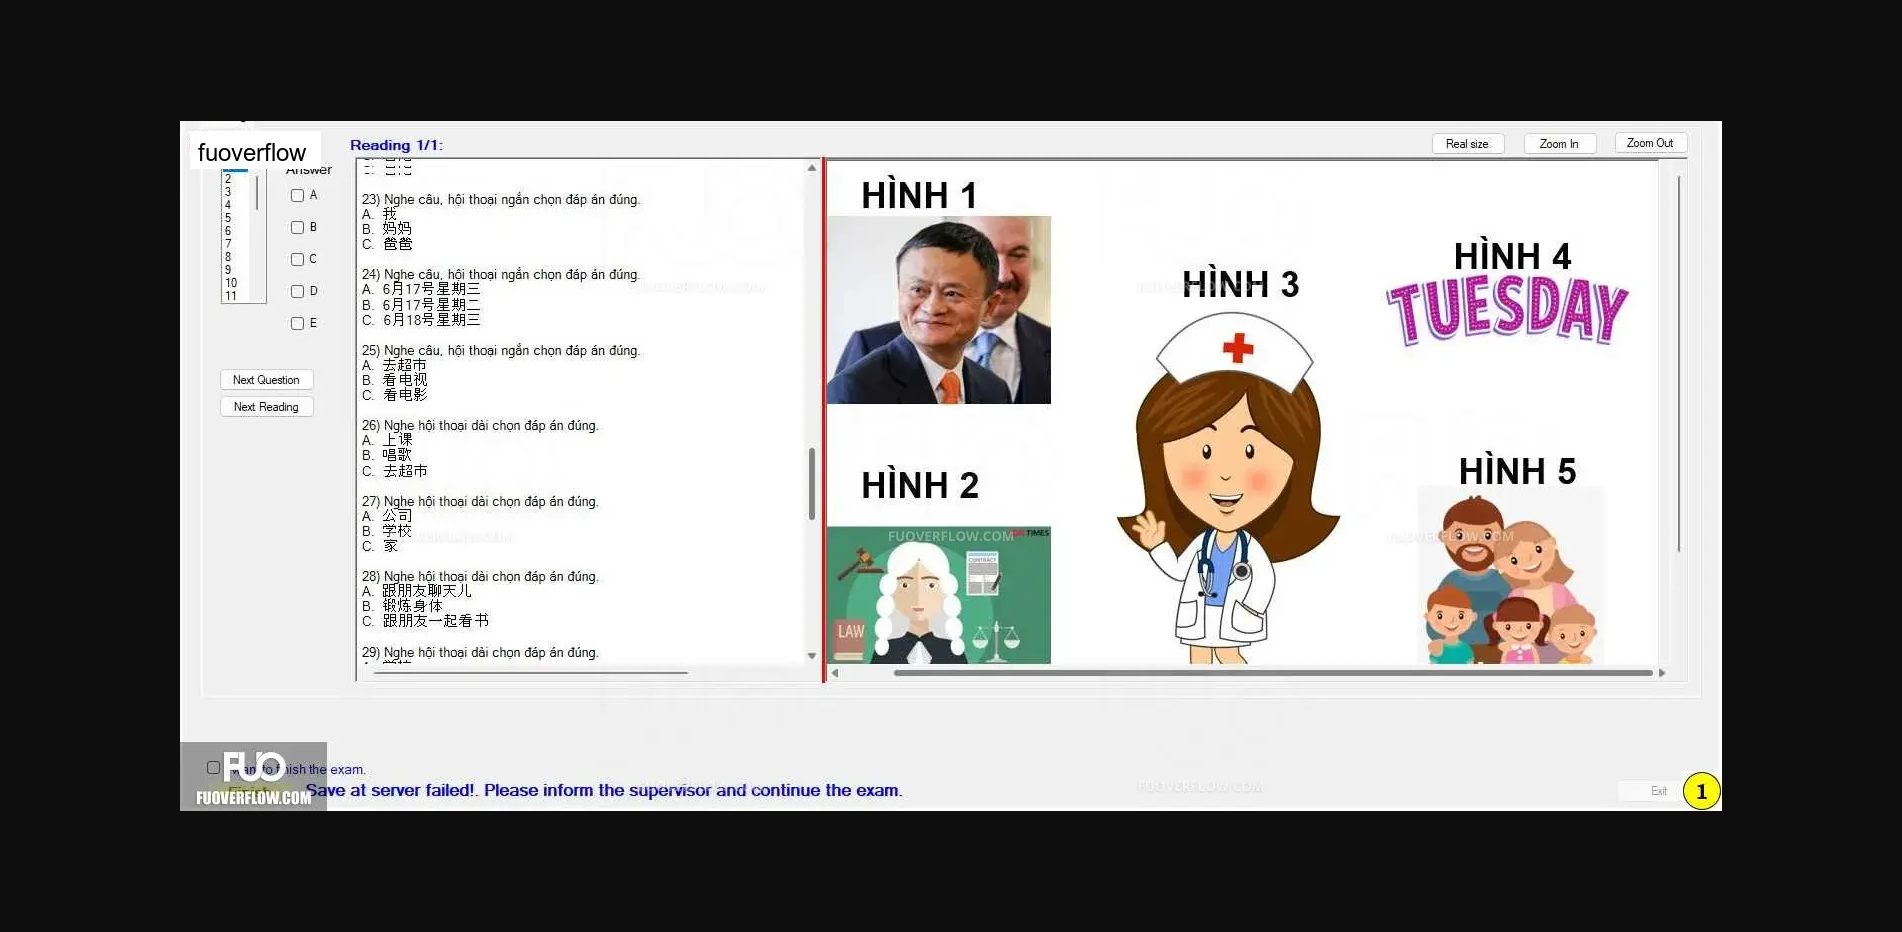 fuoverflow
Reading 1/1:
Real size
Zoom In
Zoom Out
Answer
2
3
4
5
6
7
8
9
10
11
A
B
C
D
E
Next Question
Next Reading
23) Nghe câu, hội thoại ngắn chọn đáp án đúng.
A. 我
B. 妈妈
C. 爸爸
24) Nghe câu, hội thoại ngắn chọn đáp án đúng.
A. 6月17号星期三
B. 6月17号星期二
C. 6月18号星期三
25) Nghe câu, hội thoại ngắn chọn đáp án đúng.
A. 去超市
B. 看电视
C. 看电影
26) Nghe hội thoại dài chọn đáp án đúng.
A. 上课
B. 唱歌
C. 去超市
27) Nghe hội thoại dài chọn đáp án đúng.
A. 公司
B. 学校
C. 家
28) Nghe hội thoại dài chọn đáp án đúng.
A. 跟朋友聊天儿
B. 锻炼身体
C. 跟朋友一起看书
29) Nghe hội thoại dài chọn đáp án đúng.
HÌNH 1
HÌNH 2
FUOVERFLOW.COM
TIMES
CONTRACT
LAW
HÌNH 3
HÌNH 4
TUESDAY
HÌNH 5
FUOVERFLOW.COM
FUO
FUOVERFLOW.COM
want to finish the exam.
Finish
Save at server failed!. Please inform the supervisor and continue the exam.
FUOVERFLOW.COM
Exit
1